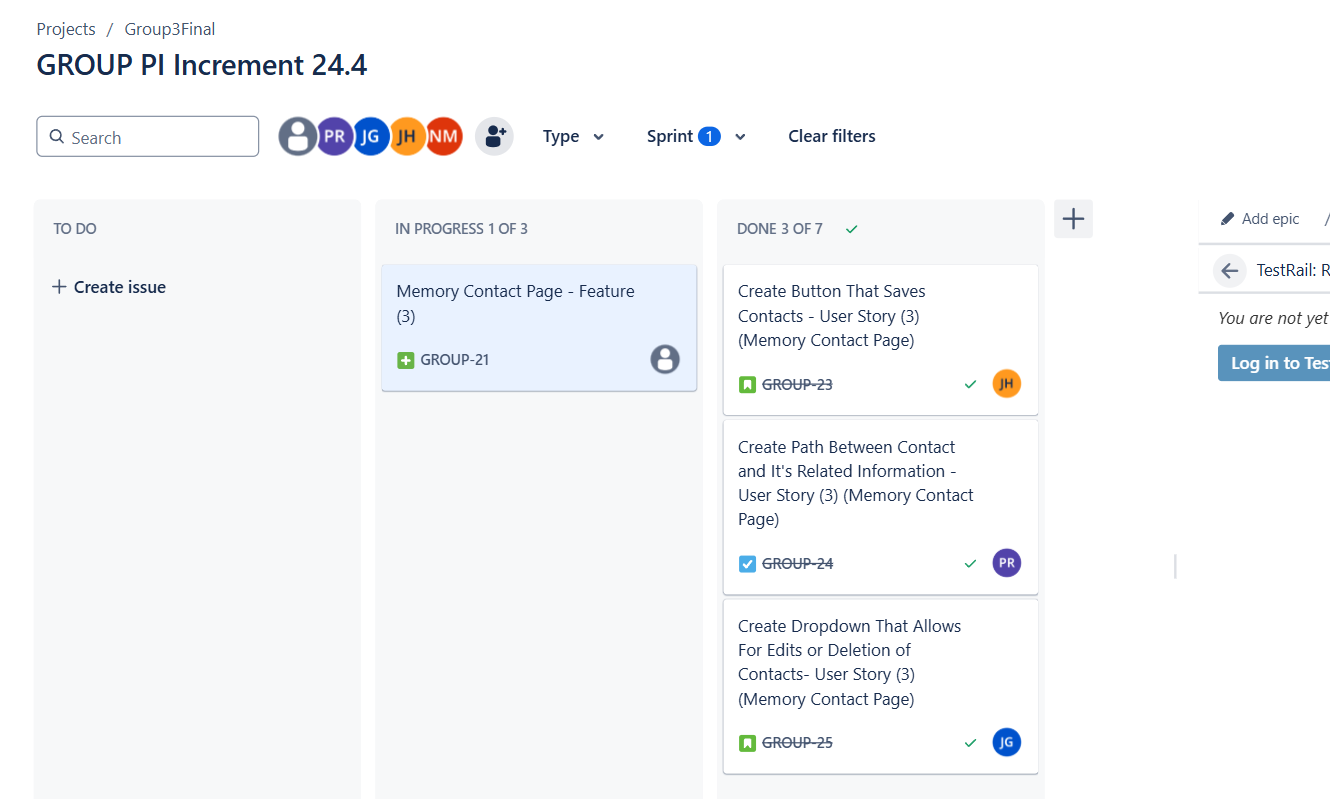 Projects / Group3Final
GROUP PI Increment 24.4
Search
PR
JG
JH
NM
Type
Sprint 1
Clear filters
TO DO
Create issue
IN PROGRESS 1 OF 3
Memory Contact Page - Feature
(3)
GROUP-21
DONE 3 OF 7
Create Button That Saves
Contacts - User Story (3)
(Memory Contact Page)
GROUP-23
JH
Create Path Between Contact
and It's Related Information -
User Story (3) (Memory Contact
Page)
GROUP-24
PR
Create Dropdown That Allows
For Edits or Deletion of
Contacts- User Story (3)
(Memory Contact Page)
GROUP-25
JG
Add epic /
TestRail: R
You are not yet
Log in to Tes